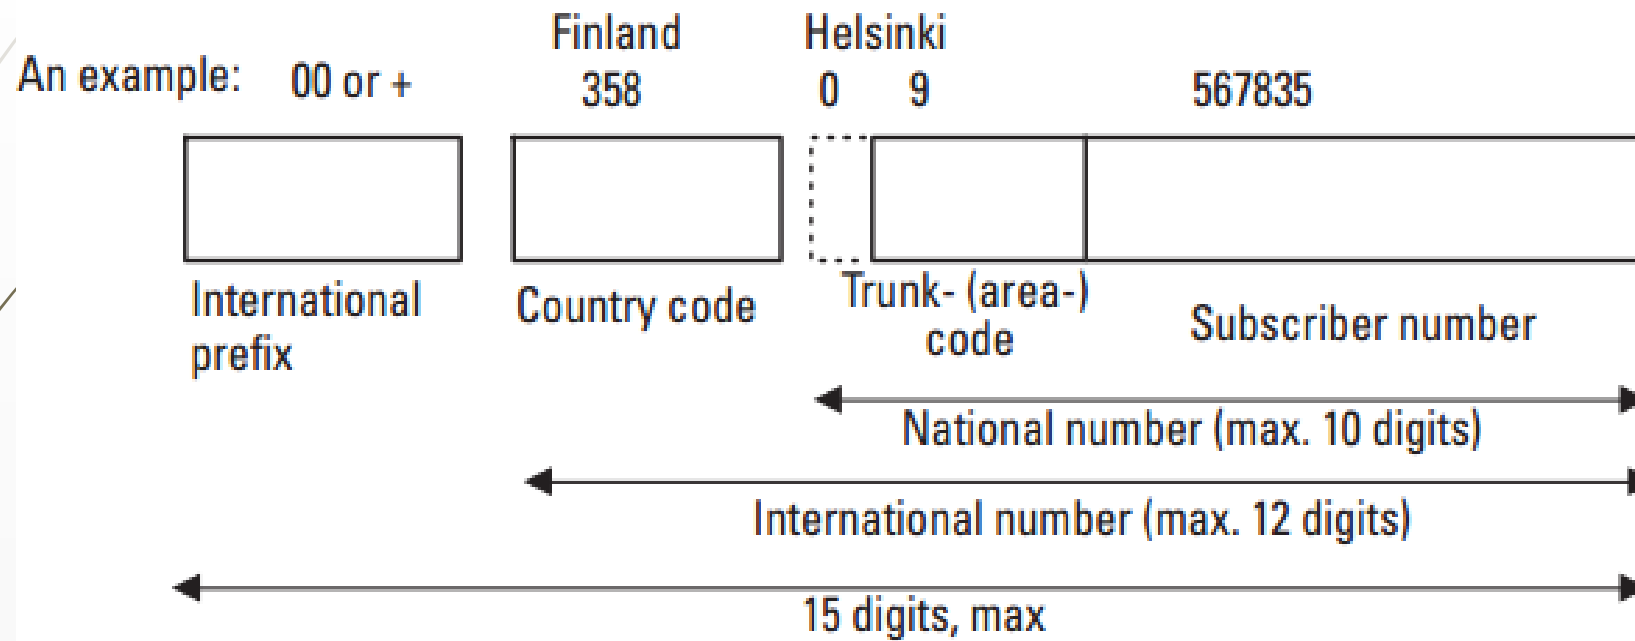 Finland Helsinki
An example: 00 or + 358 0 9 567835
International prefix
Country code
Trunk- (area-) code
Subscriber number
National number (max. 10 digits)
International number (max. 12 digits)
15 digits, max